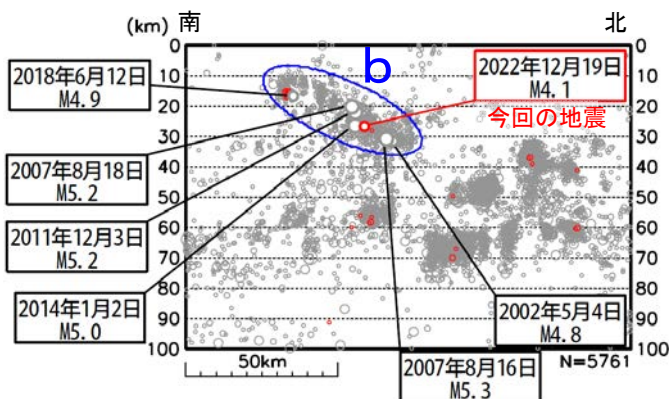 (km) 南
北
0
10
20
30
40
50
60
70
80
90
100
0
10
20
30
40
50
60
70
80
90
100
b
2018年6月12日
M4.9
2007年8月18日
M5.2
2011年12月3日
M5.2
2014年1月2日
M5.0
2022年12月19日
M4.1
今回の地震
2002年5月4日
M4.8
2007年8月16日
M5.3
50km
N=5761